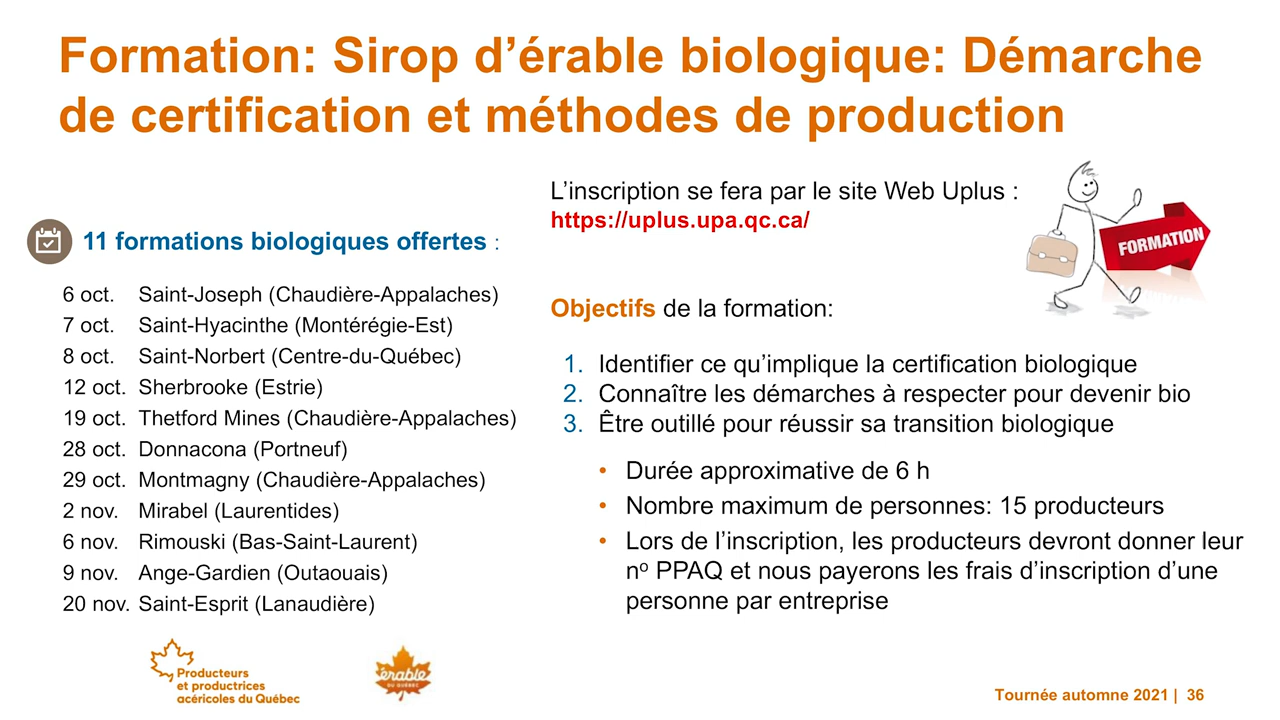 Formation: Sirop d’érable biologique: Démarche
de certification et méthodes de production
11 formations biologiques offertes :
6 oct. Saint-Joseph (Chaudière-Appalaches)
7 oct. Saint-Hyacinthe (Montérégie-Est)
8 oct. Saint-Norbert (Centre-du-Québec)
12 oct. Sherbrooke (Estrie)
19 oct. Thetford Mines (Chaudière-Appalaches)
28 oct. Donnacona (Portneuf)
29 oct. Montmagny (Chaudière-Appalaches)
2 nov. Mirabel (Laurentides)
6 nov. Rimouski (Bas-Saint-Laurent)
9 nov. Ange-Gardien (Outaouais)
20 nov. Saint-Esprit (Lanaudière)
L’inscription se fera par le site Web Uplus :
https://uplus.upa.qc.ca/
FORMATION
Objectifs de la formation:
1. Identifier ce qu’implique la certification biologique
2. Connaître les démarches à respecter pour devenir bio
3. Être outillé pour réussir sa transition biologique
• Durée approximative de 6 h
• Nombre maximum de personnes: 15 producteurs
• Lors de l’inscription, les producteurs devront donner leur
nº PPAQ et nous payerons les frais d’inscription d’une
personne par entreprise
Producteurs
et productrices
acéricoles du Québec
érable
DU QUÉBEC
Tournée automne 2021 | 36